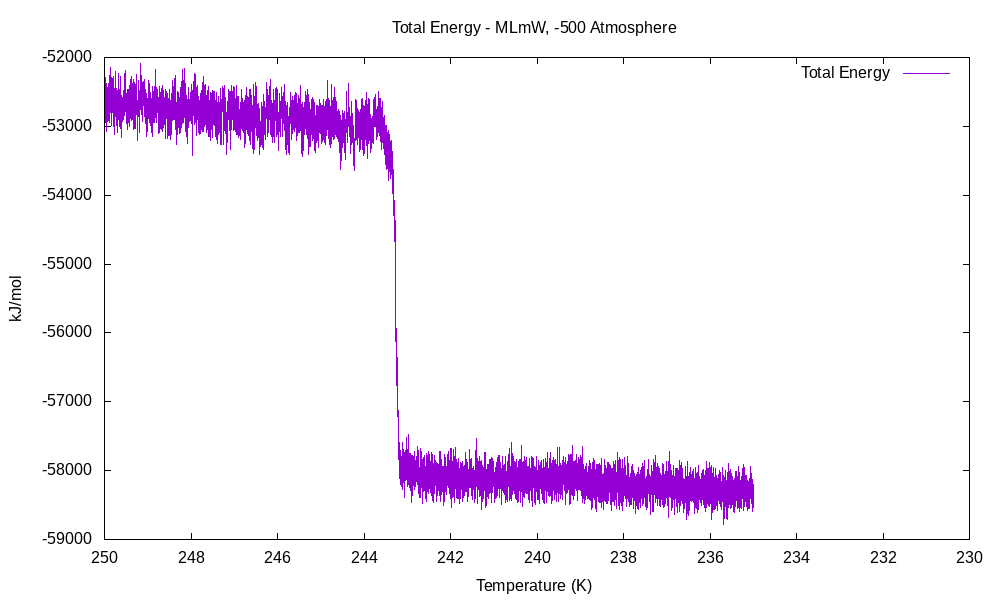 Total Energy - MLmW, -500 Atmosphere
Total Energy
-52000
-53000
-54000
-55000
-56000
-57000
-58000
-59000
kJ/mol
250 248 246 244 242 240 238 236 234 232 230
Temperature (K)